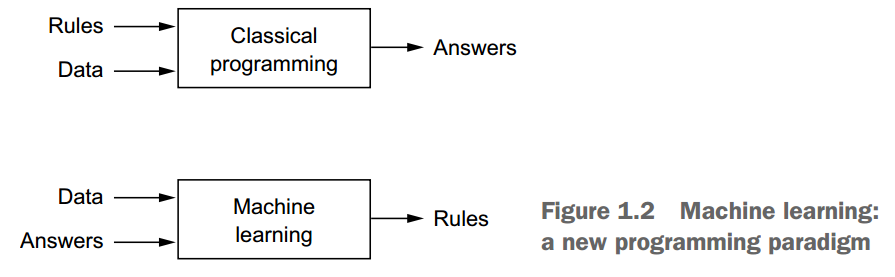 Rules
Data
Classical
programming
Answers
Data
Answers
Machine
learning
Rules
Figure 1.2 Machine learning:
a new programming paradigm